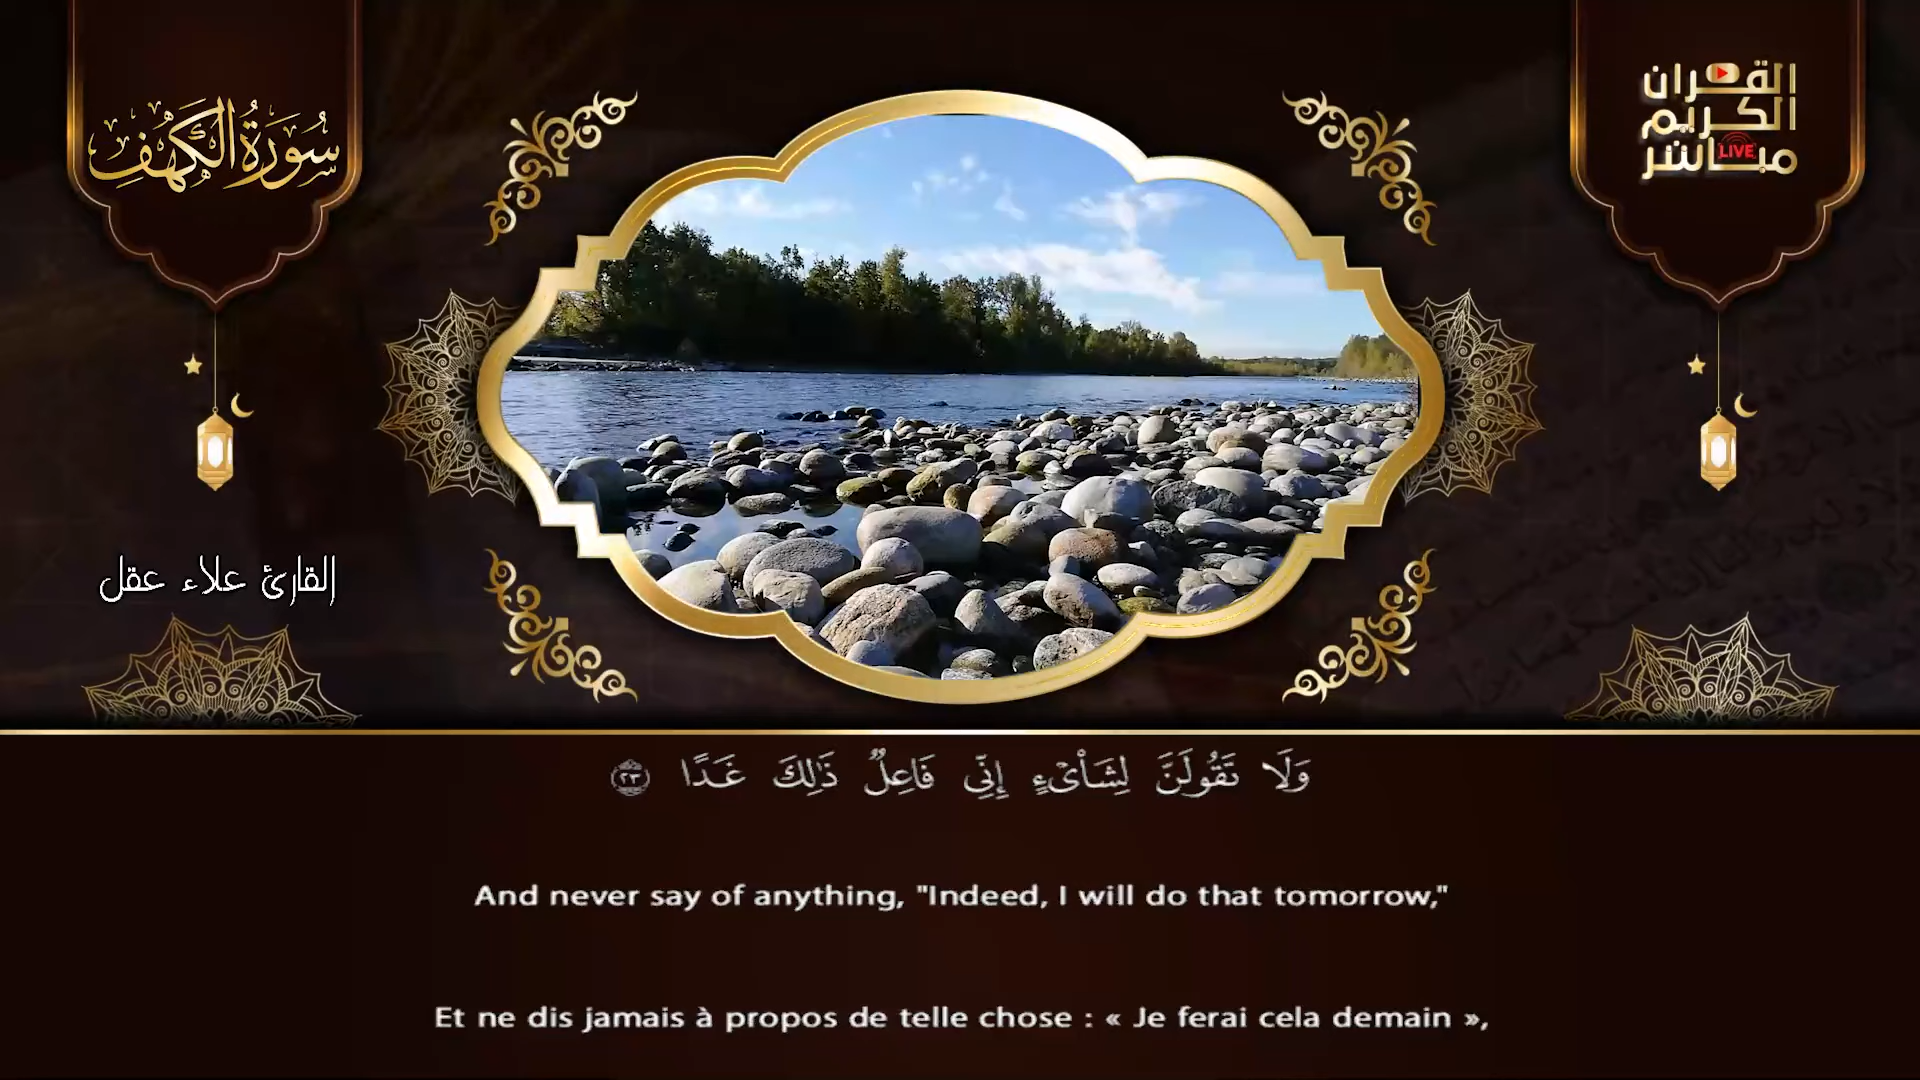 سُورَةُ الكَهْفِ
القرآن
الكريم
مباشر
LIVE
القارئ علاء عقل
وَلَا تَقُولَنَّ لِشَا۟ىْءٍ إِنِّى فَاعِلٌ ذَٰلِكَ غَدًا ٢٣
And never say of anything, "Indeed, I will do that tomorrow,"
Et ne dis jamais à propos de telle chose : « Je ferai cela demain »,